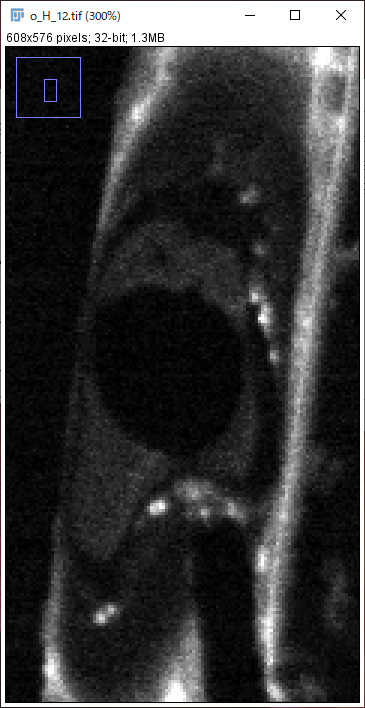 o_H_12.tif (300%)
608x576 pixels; 32-bit; 1.3MB